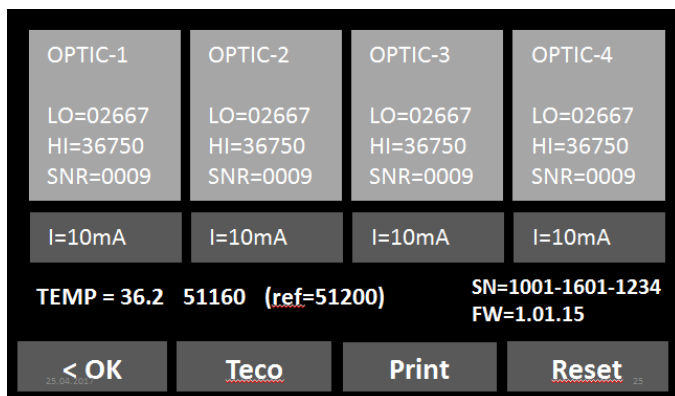 OPTIC-1 OPTIC-2 OPTIC-3 OPTIC-4
LO=02667 LO=02667 LO=02667 LO=02667
HI=36750 HI=36750 HI=36750 HI=36750
SNR=0009 SNR=0009 SNR=0009 SNR=0009
I=10mA I=10mA I=10mA I=10mA
TEMP = 36.2 51160 (ref=51200)
SN=1001-1601-1234
FW=1.01.15
< OK Teco Print Reset
25.04.2017 25